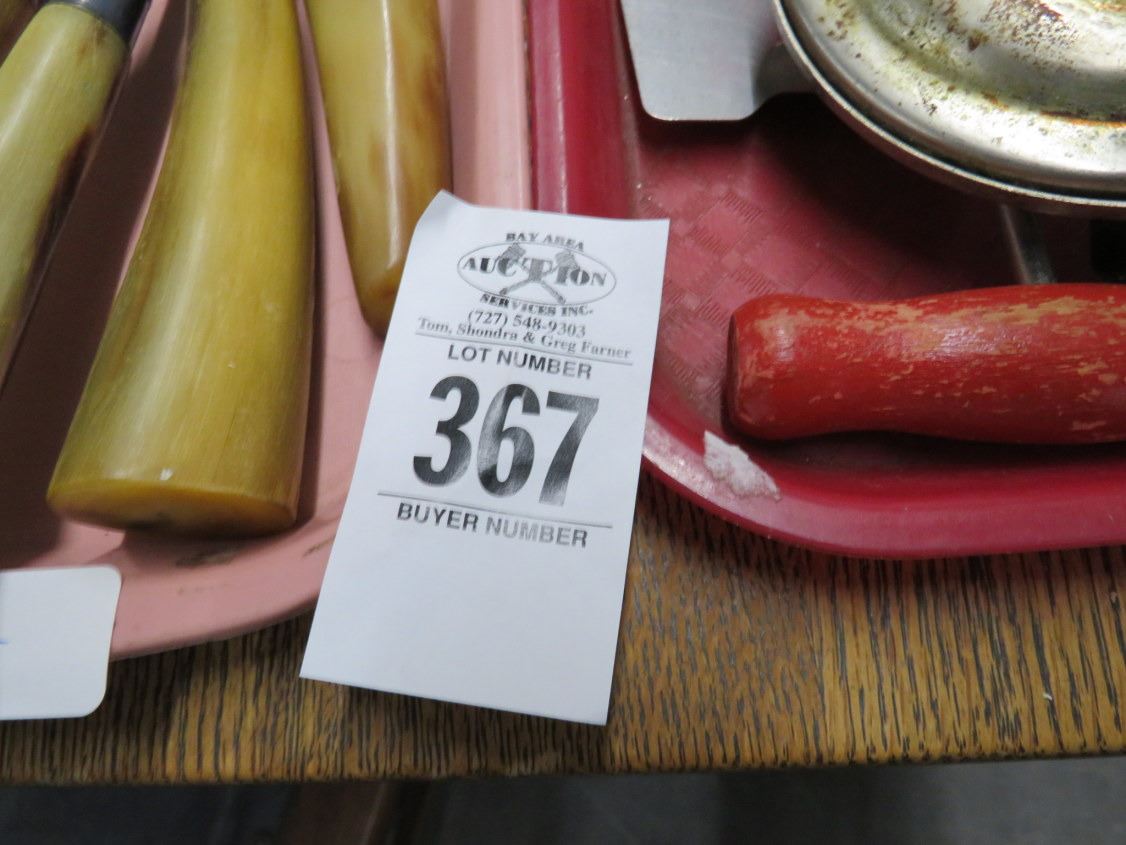 BAY AREA
AUCTION
SERVICES INC.
(727) 548-9303
Tom, Shondra & Greg Farner
LOT NUMBER
367
BUYER NUMBER